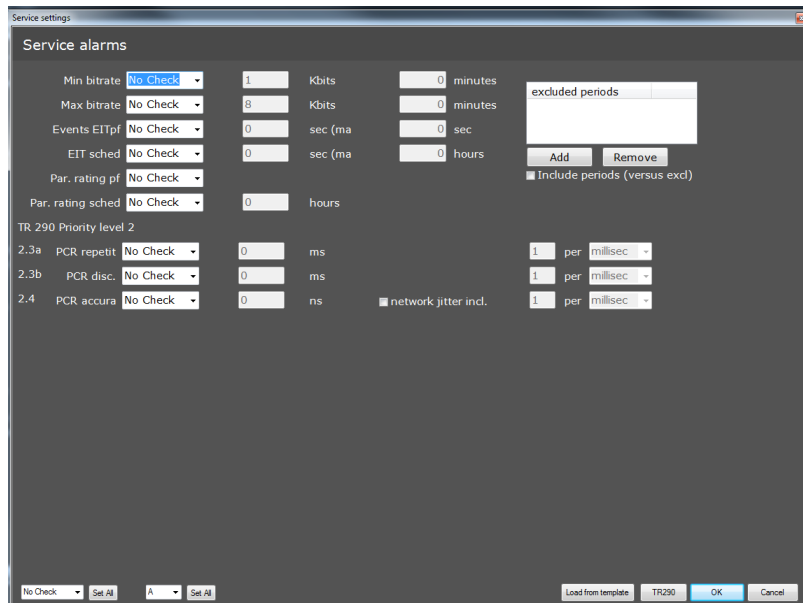 Service settings
Service alarms
Min bitrate No Check 1 Kbits 0 minutes
Max bitrate No Check 8 Kbits 0 minutes
Events EITpf No Check 0 sec (ma 0 sec
EIT sched No Check 0 sec (ma 0 hours
Par. rating pf No Check
Par. rating sched No Check 0 hours
excluded periods
Add Remove
Include periods (versus excl)
TR 290 Priority level 2
2.3a PCR repetit No Check 0 ms 1 per millisec
2.3b PCR disc. No Check 0 ms 1 per millisec
2.4 PCR accura No Check 0 ns network jitter incl. 1 per millisec
No Check Set All A Set All Load from template TR290 OK Cancel